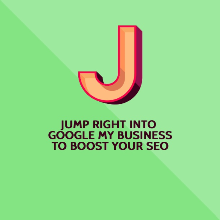 J
JUMP RIGHT INTO
GOOGLE MY BUSINESS
TO BOOST YOUR SEO